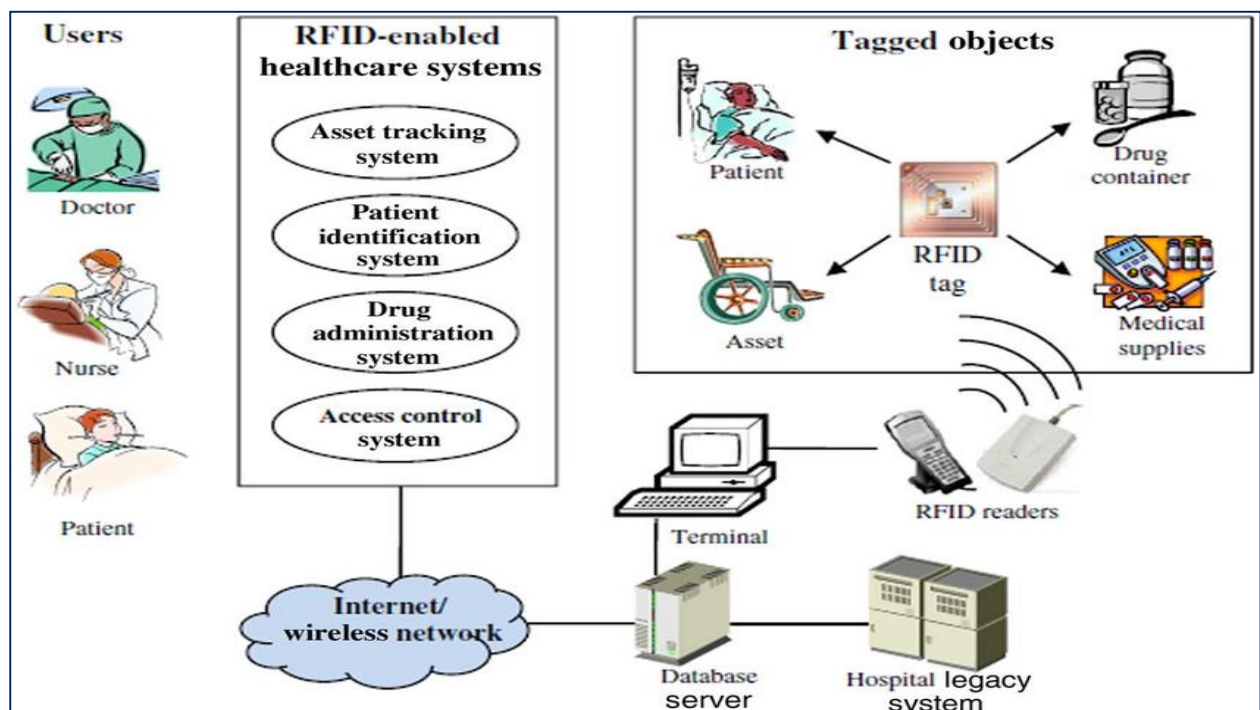 Users
Doctor
Nurse
Patient
RFID-enabled
healthcare systems
Asset tracking
system
Patient
identification
system
Drug
administration
system
Access control
system
Tagged objects
Patient
Drug
container
RFID
tag
Asset
Medical
supplies
Terminal
RFID readers
Internet/
wireless network
Database
server
Hospital legacy
system